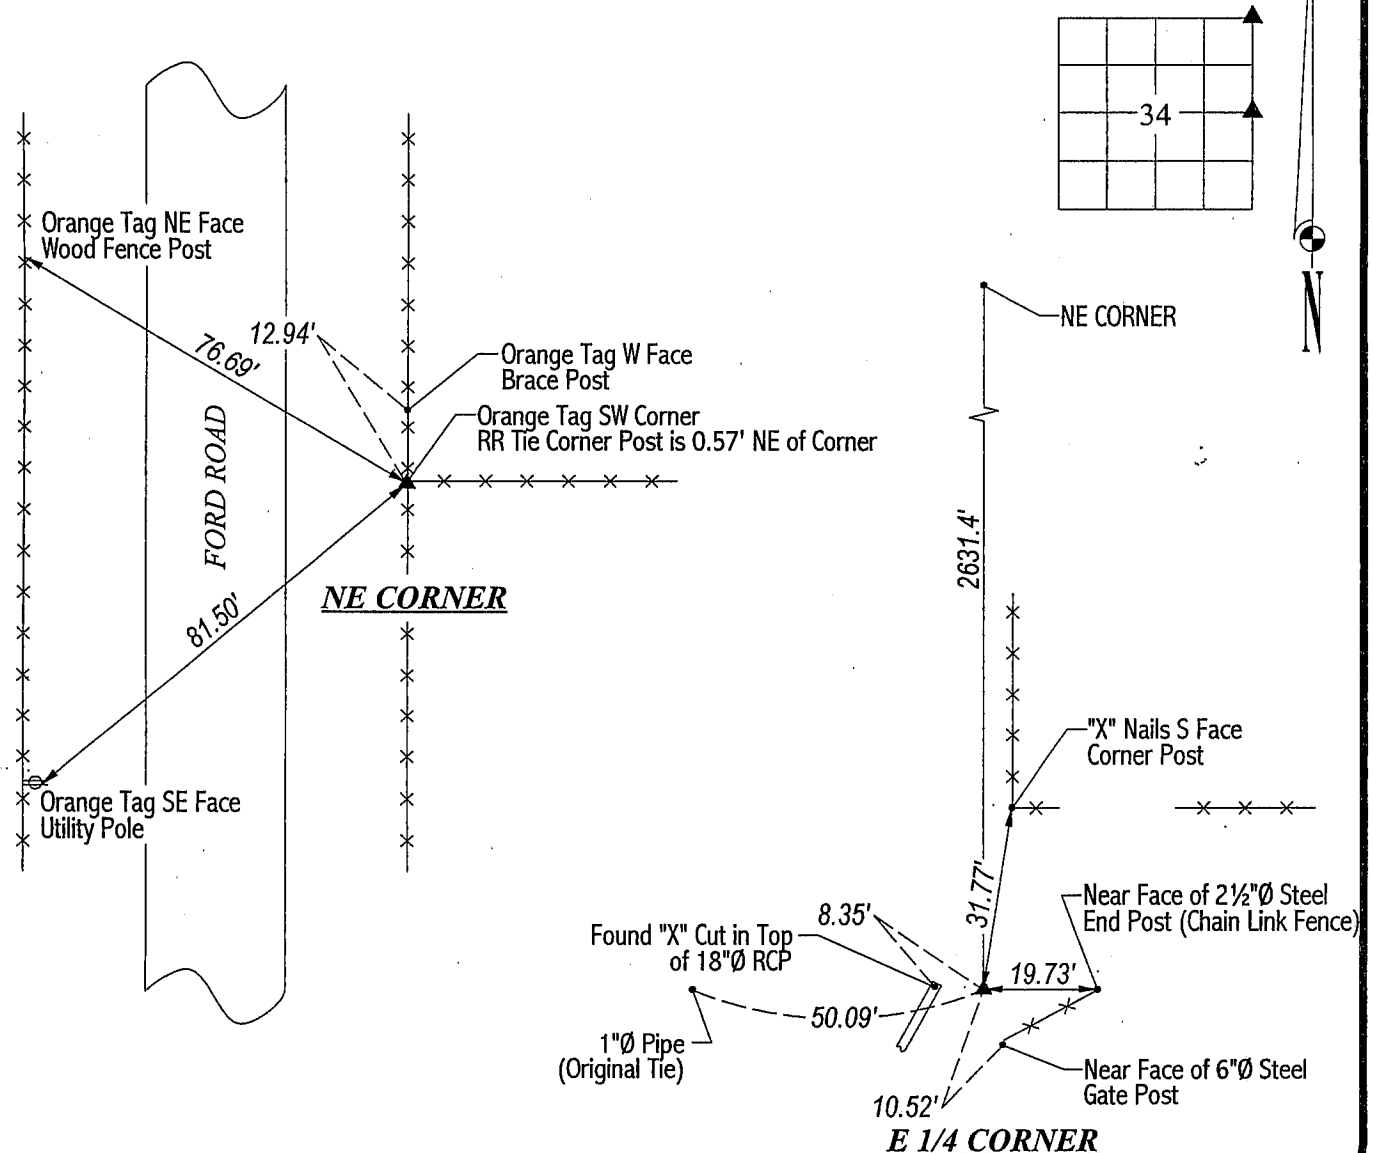 34
N
Orange Tag NE Face
Wood Fence Post
76.69'
12.94'
Orange Tag W Face
Brace Post
Orange Tag SW Corner
RR Tie Corner Post is 0.57' NE of Corner
FORD ROAD
NE CORNER
81.50'
Orange Tag SE Face
Utility Pole
NE CORNER
2631.4'
"X" Nails S Face
Corner Post
31.77'
8.35'
Found "X" Cut in Top
of 18"Ø RCP
Near Face of 2½"Ø Steel
End Post (Chain Link Fence)
19.73'
50.09'
1"Ø Pipe
(Original Tie)
Near Face of 6"Ø Steel
Gate Post
10.52'
E 1/4 CORNER